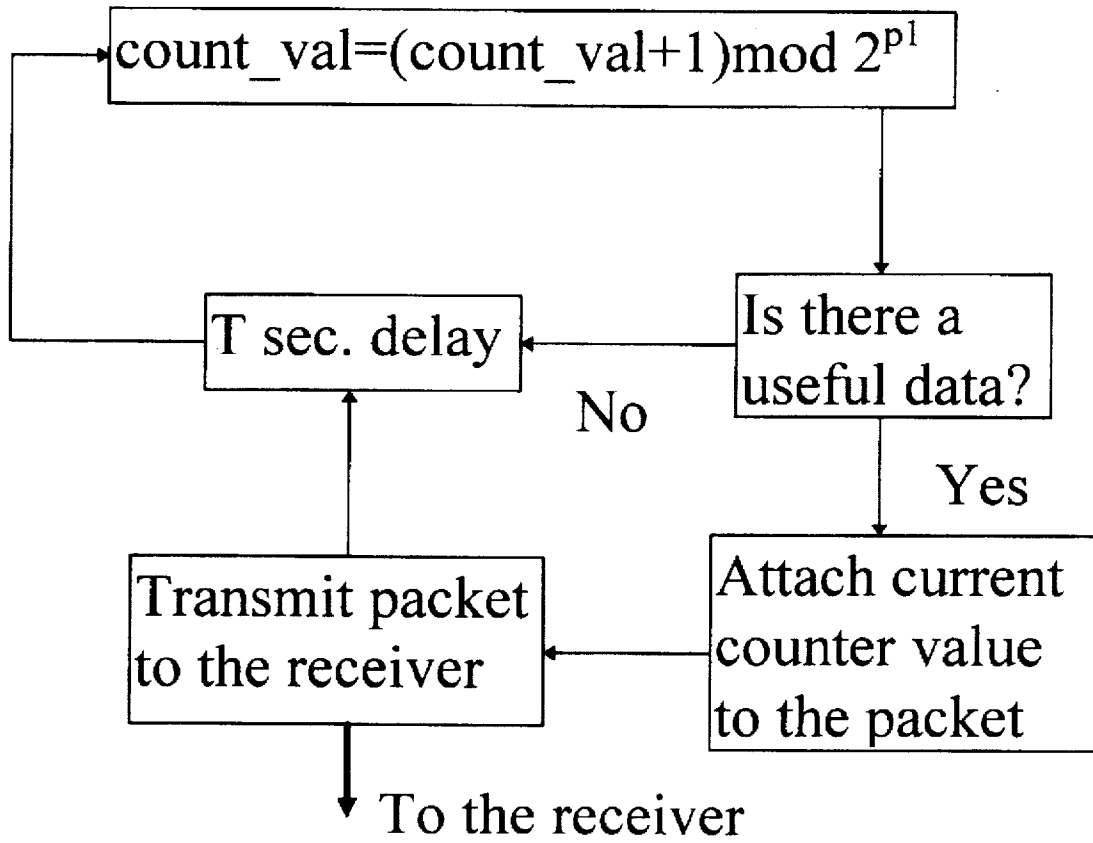 count_val=(count_val+1)mod 2^p1
Is there a
useful data?
T sec. delay
No
Yes
Attach current
counter value
to the packet
Transmit packet
to the receiver
To the receiver